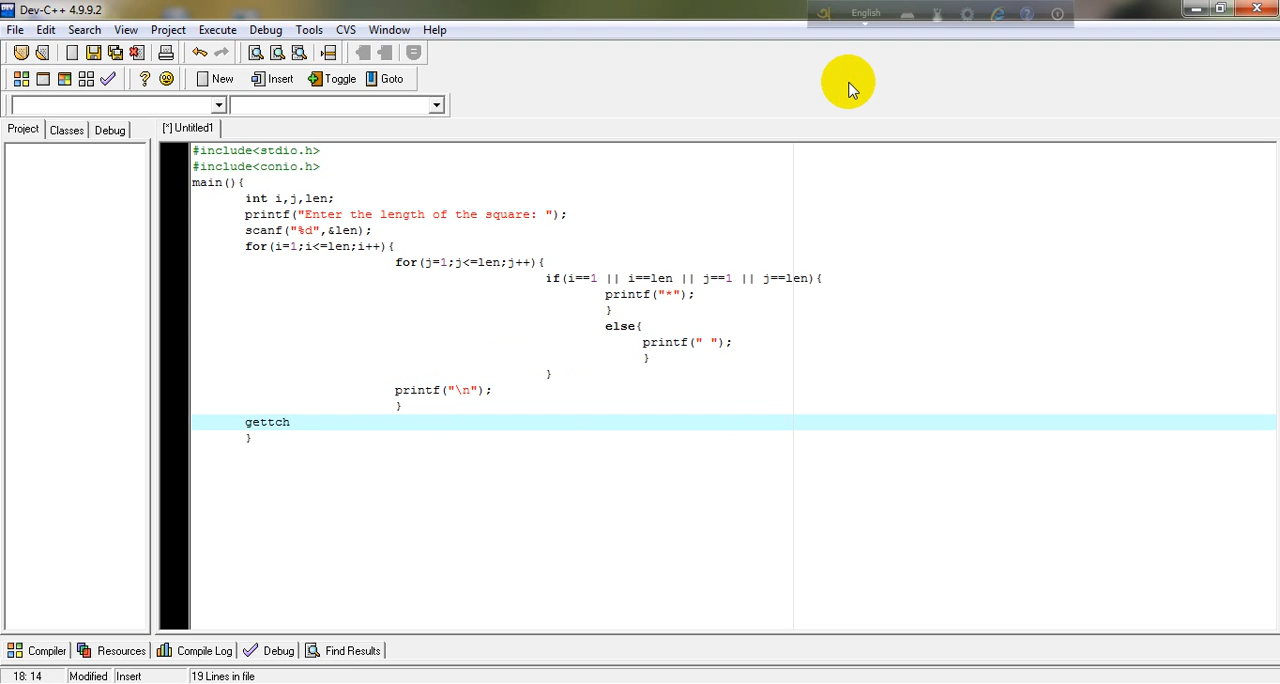 Dev-C++ 4.9.9.2
English
File Edit Search View Project Execute Debug Tools CVS Window Help
New Insert Toggle Goto
Project Classes Debug
[*] Untitled1
#include<stdio.h>
#include<conio.h>
main(){
int i,j,len;
printf("Enter the length of the square: ");
scanf("%d",&len);
for(i=1;i<=len;i++){
for(j=1;j<=len;j++){
if(i==1 || i==len || j==1 || j==len){
printf("*");
}
else{
printf(" ");
}
}
printf("\n");
}
gettch
}
Compiler Resources Compile Log Debug Find Results
18: 14 Modified Insert 19 Lines in file